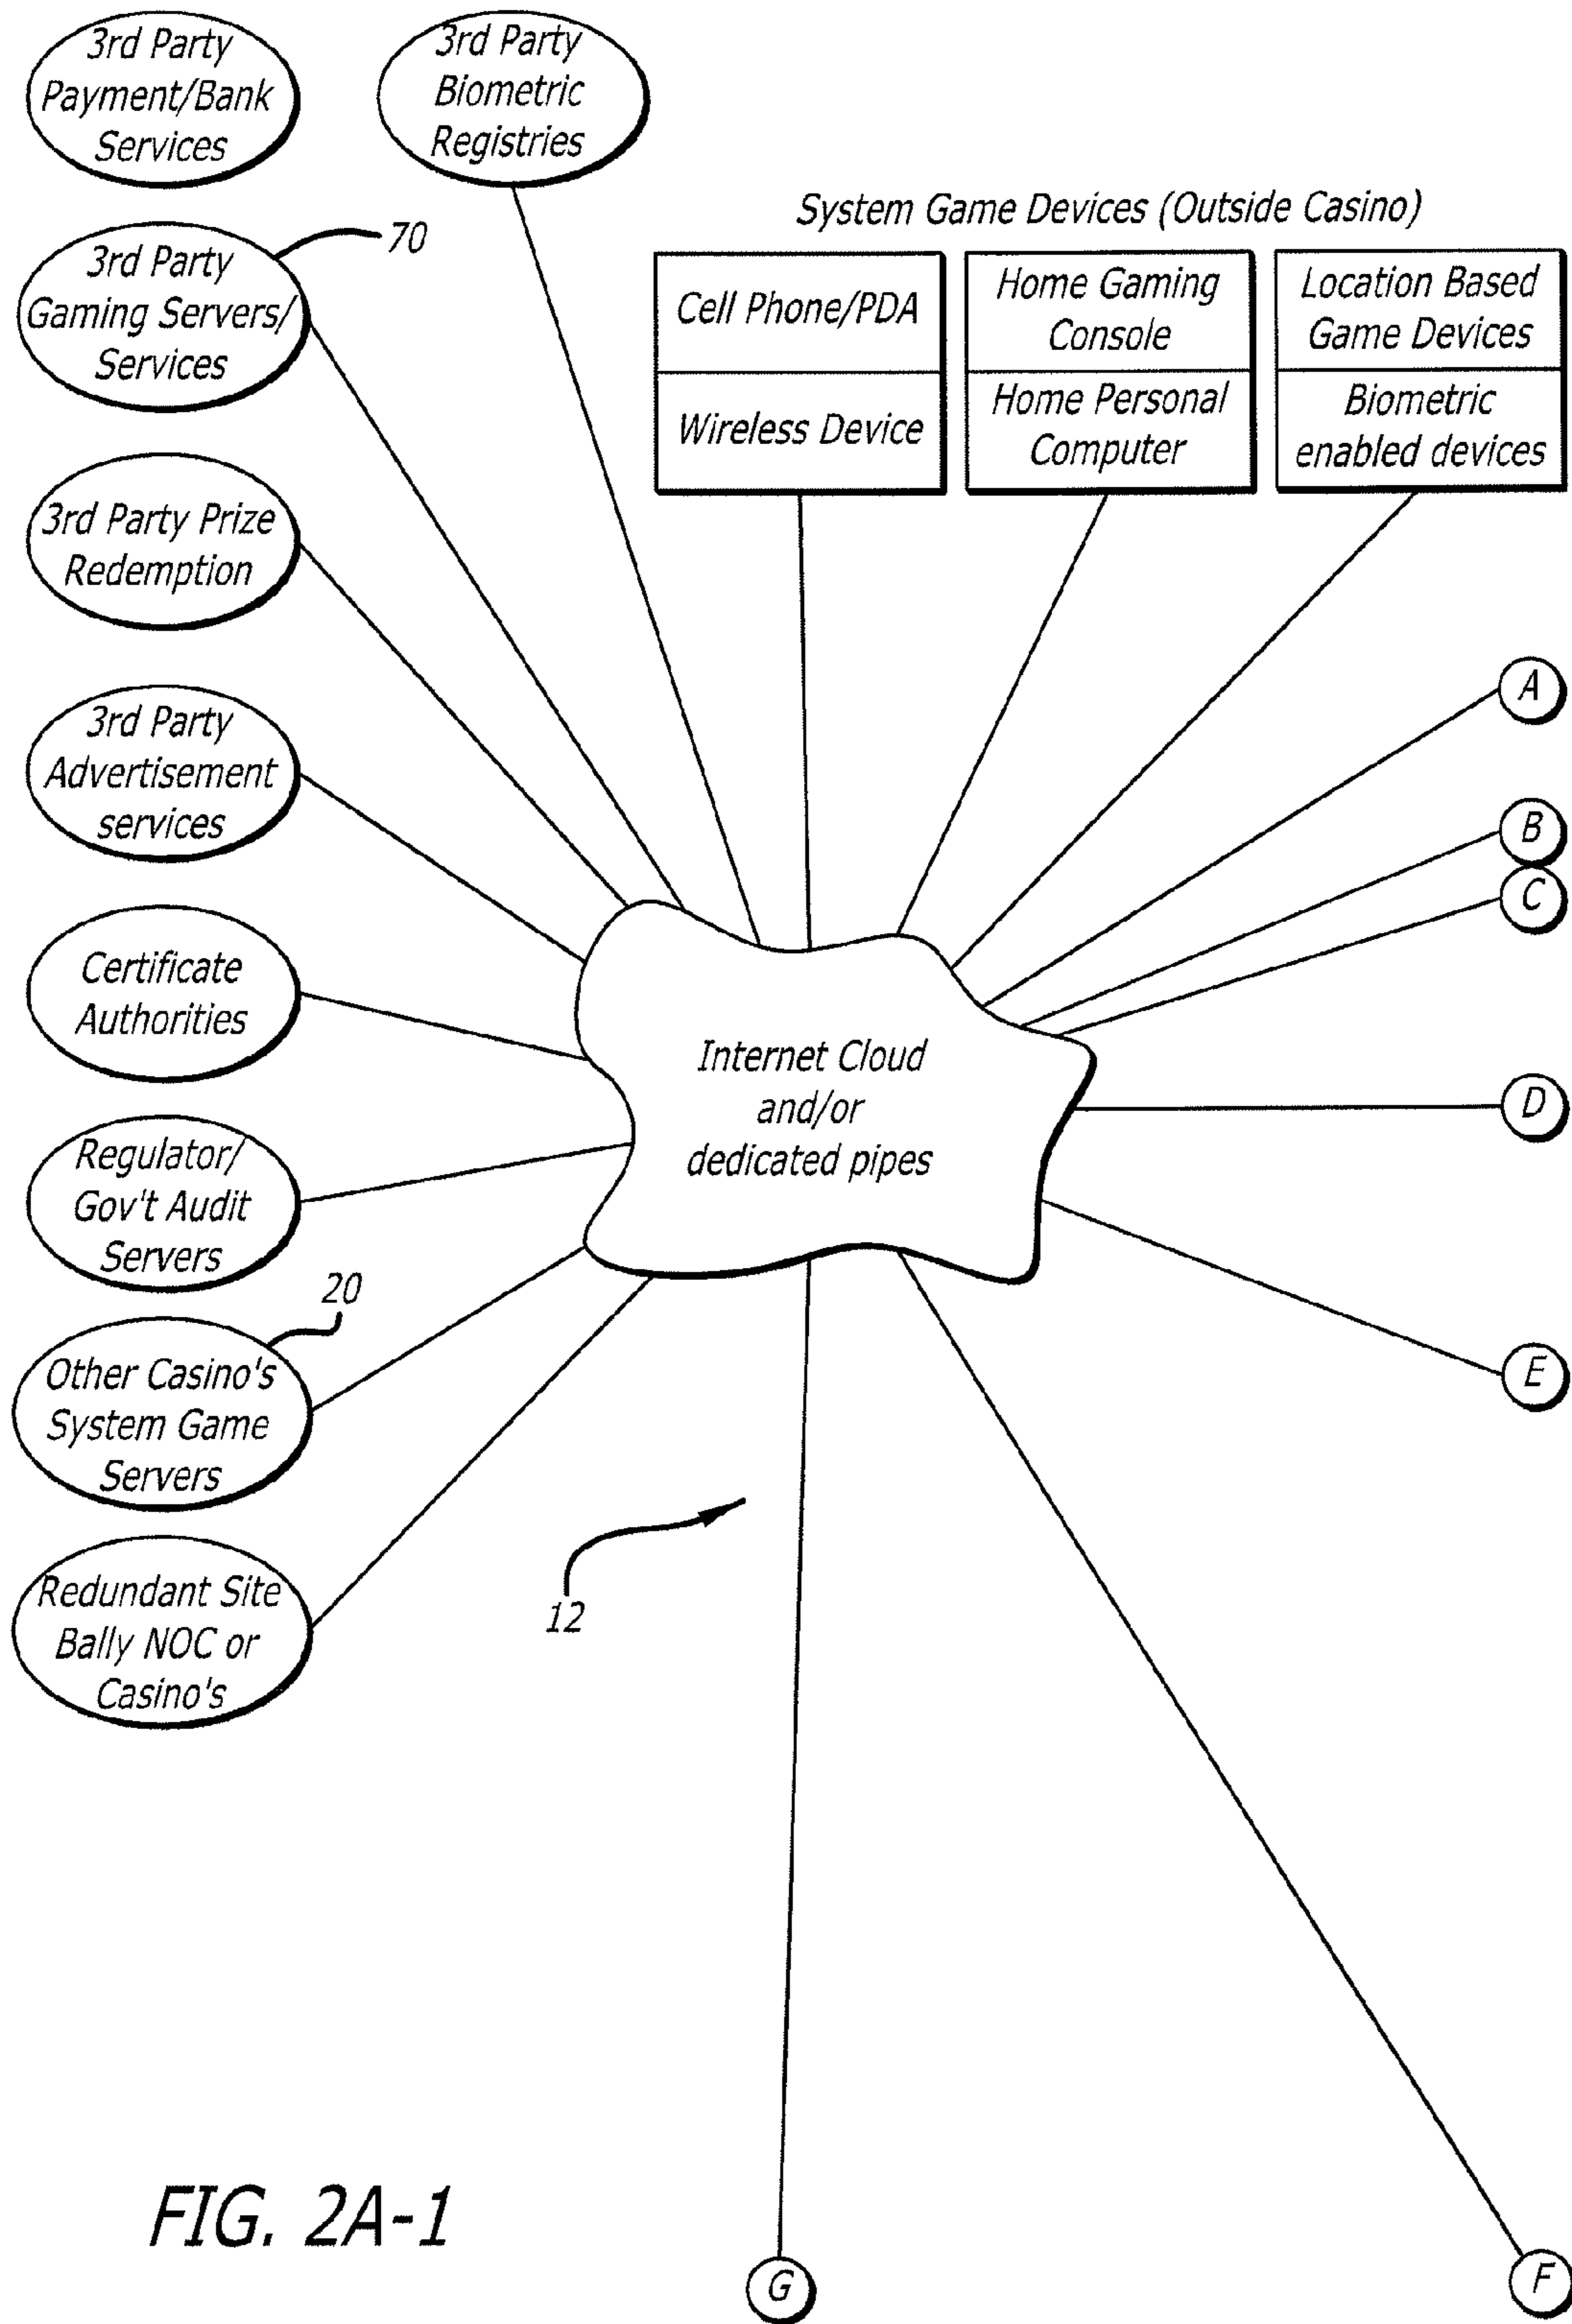 3rd Party
Payment/Bank
Services
3rd Party
Biometric
Registries
System Game Devices (Outside Casino)
70
3rd Party
Gaming Servers/
Services
Cell Phone/PDA
Wireless Device
Home Gaming
Console
Home Personal
Computer
Location Based
Game Devices
Biometric
enabled devices
3rd Party Prize
Redemption
3rd Party
Advertisement
services
A
B
C
Certificate
Authorities
Internet Cloud
and/or
dedicated pipes
D
Regulator/
Gov't Audit
Servers
20
Other Casino's
System Game
Servers
E
12
Redundant Site
Bally NOC or
Casino's
FIG. 2A-1
G
F